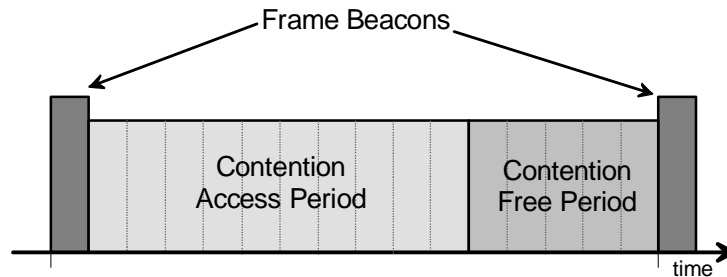 Frame Beacons
Contention
Access Period
Contention
Free Period
time